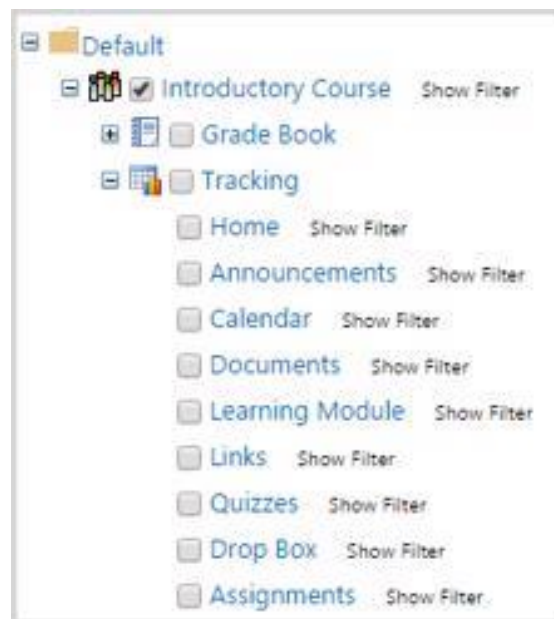 Default
Introductory Course Show Filter
Grade Book
Tracking
Home Show Filter
Announcements Show Filter
Calendar Show Filter
Documents Show Filter
Learning Module Show Filter
Links Show Filter
Quizzes Show Filter
Drop Box Show Filter
Assignments Show Filter